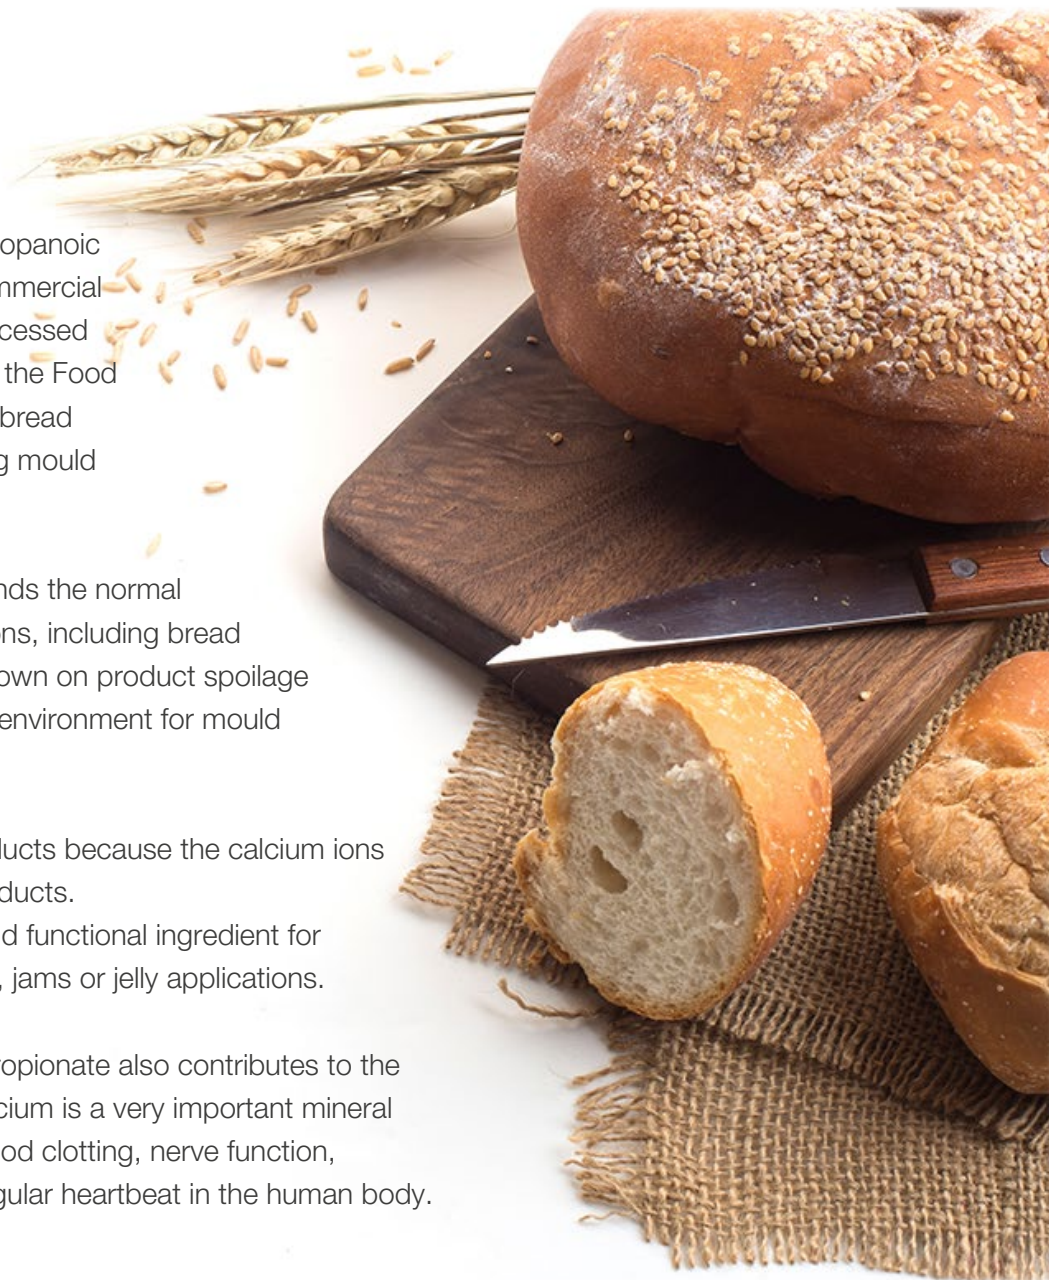 opanoic
mmercial
cessed
the Food
bread
g mould
nds the normal
ons, including bread
own on product spoilage
environment for mould
ducts because the calcium ions
ducts.
d functional ingredient for
, jams or jelly applications.
opionate also contributes to the
cium is a very important mineral
od clotting, nerve function,
gular heartbeat in the human body.